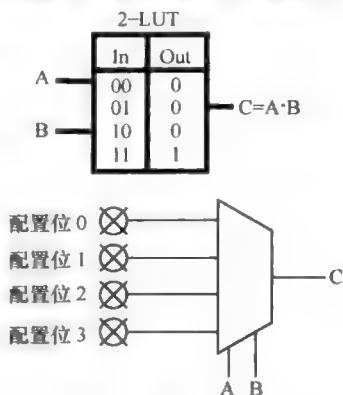 2-LUT
In Out
A 00 0
01 0 C=A·B
B 10 0
11 1
配置位 0
配置位 1
C
配置位 2
配置位 3
A B